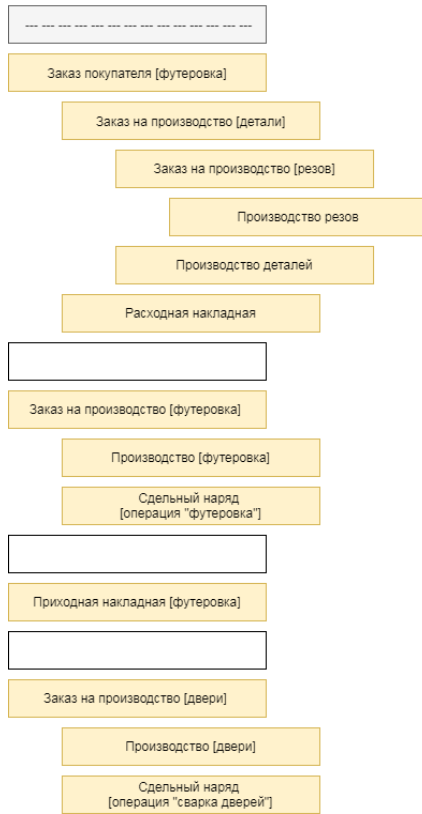 --- --- --- --- --- --- --- --- --- --- --- --- --- ---
Заказ покупателя [футеровка]
Заказ на производство [детали]
Заказ на производство [резов]
Производство резов
Производство деталей
Расходная накладная
Заказ на производство [футеровка]
Производство [футеровка]
Сдельный наряд
[операция "футеровка"]
Приходная накладная [футеровка]
Заказ на производство [двери]
Производство [двери]
Сдельный наряд
[операция "сварка дверей"]